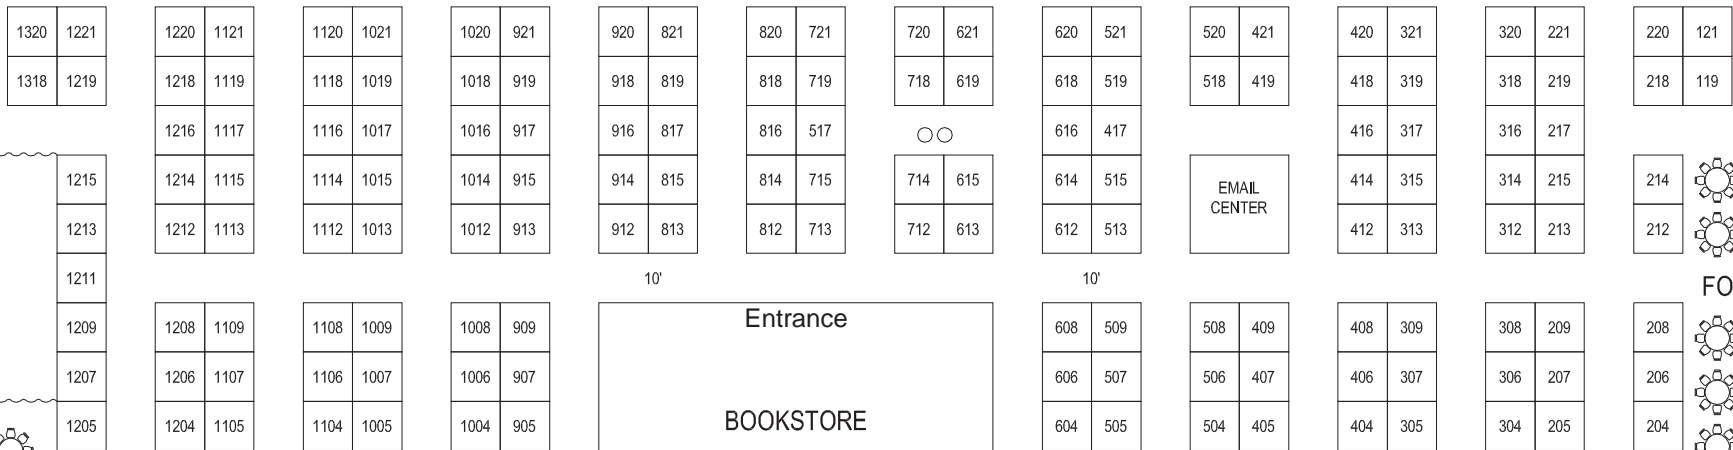 1320 1221 1220 1121 1120 1021 1020 921 920 821 820 721 720 621 620 521 520 421 420 321 320 221 220 121
1318 1219 1218 1119 1118 1019 1018 919 918 819 818 719 718 619 618 519 518 419 418 319 318 219 218 119
1216 1117 1116 1017 1016 917 916 817 816 517 616 417 416 317 316 217
1215 1214 1115 1114 1015 1014 915 914 815 814 715 714 615 614 515 EMAIL 414 315 314 215 214
CENTER
1213 1212 1113 1112 1013 1012 913 912 813 812 713 712 613 612 513 412 313 312 213 212
1211 10' 10'
FO
1209 1208 1109 1108 1009 1008 909 Entrance 608 509 508 409 408 309 308 209 208
1207 1206 1107 1106 1007 1006 907 606 507 506 407 406 307 306 207 206
1205 1204 1105 1104 1005 1004 905 BOOKSTORE 604 505 504 405 404 305 304 205 204